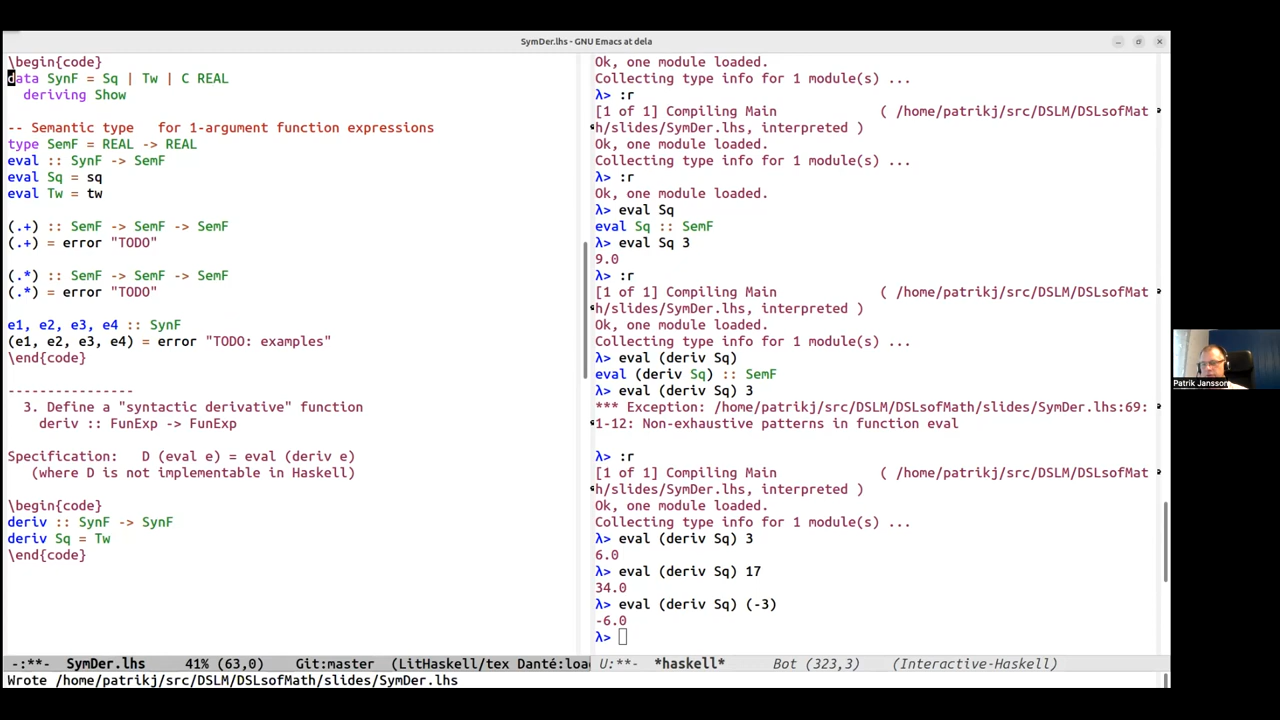 SymDer.lhs - GNU Emacs at dela
\begin{code}
data SynF = Sq | Tw | C REAL
  deriving Show
-- Semantic type   for 1-argument function expressions
type SemF = REAL -> REAL
eval :: SynF -> SemF
eval Sq = sq
eval Tw = tw
(.+) :: SemF -> SemF -> SemF
(.+) = error "TODO"
(.*) :: SemF -> SemF -> SemF
(.*) = error "TODO"
e1, e2, e3, e4 :: SynF
(e1, e2, e3, e4) = error "TODO: examples"
\end{code}
----------------
  3. Define a "syntactic derivative" function
    deriv :: FunExp -> FunExp
Specification:   D (eval e) = eval (deriv e)
   (where D is not implementable in Haskell)
\begin{code}
deriv :: SynF -> SynF
deriv Sq = Tw
\end{code}
-:**-  SymDer.lhs      41% (63,0)     Git:master   (LitHaskell/tex Danté:loa
Ok, one module loaded.
Collecting type info for 1 module(s) ...
λ> :r
[1 of 1] Compiling Main             ( /home/patrikj/src/DSLM/DSLsofMat
h/slides/SymDer.lhs, interpreted )
Ok, one module loaded.
Collecting type info for 1 module(s) ...
λ> :r
Ok, one module loaded.
λ> eval Sq
eval Sq :: SemF
λ> eval Sq 3
9.0
λ> :r
[1 of 1] Compiling Main             ( /home/patrikj/src/DSLM/DSLsofMat
h/slides/SymDer.lhs, interpreted )
Ok, one module loaded.
Collecting type info for 1 module(s) ...
λ> eval (deriv Sq)
eval (deriv Sq) :: SemF
λ> eval (deriv Sq) 3
*** Exception: /home/patrikj/src/DSLM/DSLsofMath/slides/SymDer.lhs:69:
1-12: Non-exhaustive patterns in function eval
λ> :r
[1 of 1] Compiling Main             ( /home/patrikj/src/DSLM/DSLsofMat
h/slides/SymDer.lhs, interpreted )
Ok, one module loaded.
Collecting type info for 1 module(s) ...
λ> eval (deriv Sq) 3
6.0
λ> eval (deriv Sq) 17
34.0
λ> eval (deriv Sq) (-3)
-6.0
λ>
U:**-  *haskell*       Bot (323,3)     (Interactive-Haskell)
Wrote /home/patrikj/src/DSLM/DSLsofMath/slides/SymDer.lhs
Patrik Jansson